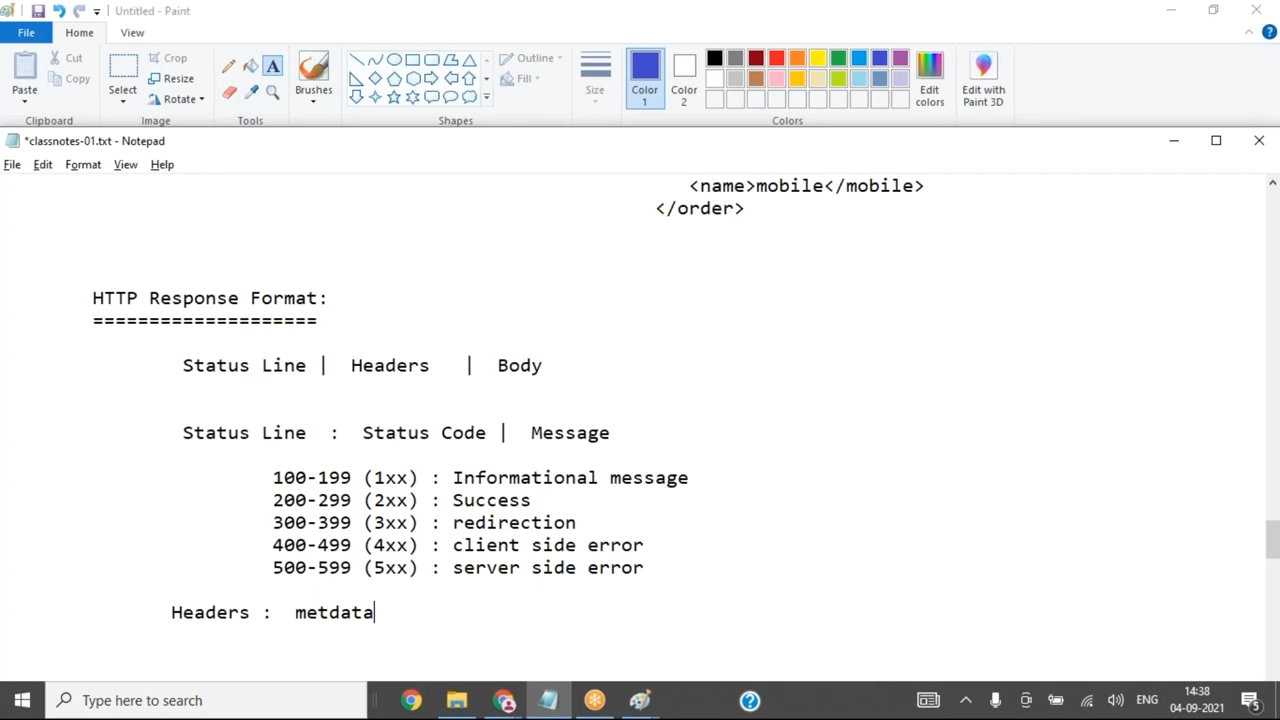 Untitled - Paint
File Home View
Paste
Cut
Copy
Clipboard
Select
Crop
Resize
Rotate
Image
Tools
Brushes
Shapes
Outline
Fill
Size
Color 1
Color 2
Colors
Edit colors
Edit with Paint 3D
*classnotes-01.txt - Notepad
File Edit Format View Help
<name>mobile</mobile>
</order>
HTTP Response Format:
====================
Status Line | Headers | Body
Status Line : Status Code | Message
100-199 (1xx) : Informational message
200-299 (2xx) : Success
300-399 (3xx) : redirection
400-499 (4xx) : client side error
500-599 (5xx) : server side error
Headers : metdata
Type here to search
ENG
14:38
04-09-2021
5